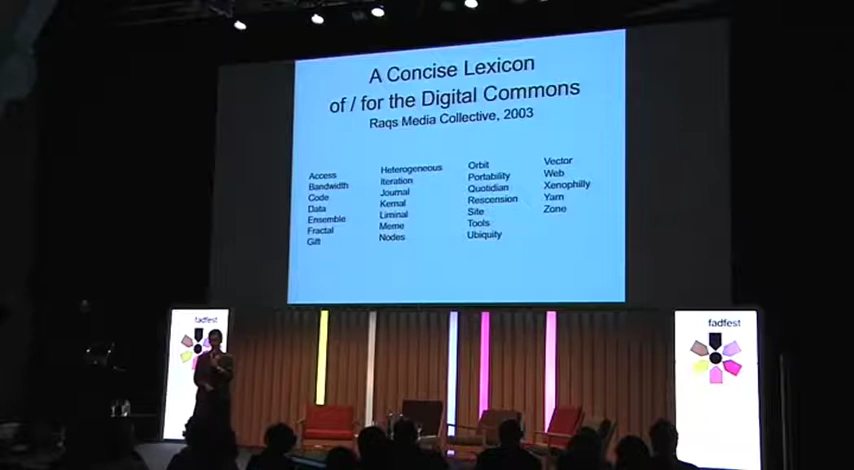 A Concise Lexicon
of / for the Digital Commons
Raqs Media Collective, 2003
Access
Bandwidth
Code
Data
Ensemble
Fractal
Gift
Heterogeneous
Iteration
Journal
Kernal
Liminal
Meme
Nodes
Orbit
Portability
Quotidian
Rescension
Site
Tools
Ubiquity
Vector
Web
Xenophilly
Yarn
Zone
fadfest
fadfest